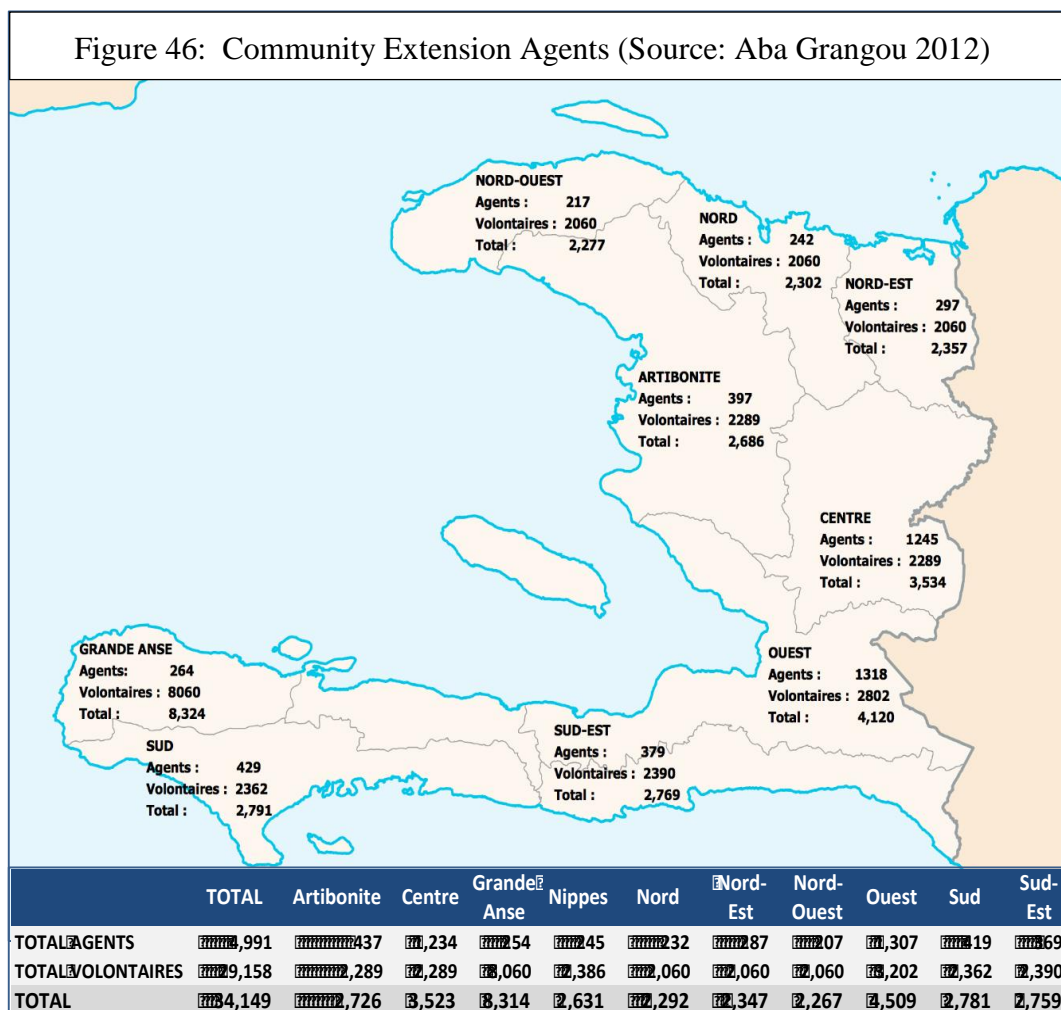 Figure 46: Community Extension Agents (Source: Aba Grangou 2012)
NORD-OUEST
Agents : 217
Volontaires : 2060
Total : 2,277
NORD
Agents : 242
Volontaires : 2060
Total : 2,302
NORD-EST
Agents : 297
Volontaires : 2060
Total : 2,357
ARTIBONITE
Agents : 397
Volontaires : 2289
Total : 2,686
CENTRE
Agents : 1245
Volontaires : 2289
Total : 3,534
GRANDE ANSE
Agents: 264
Volontaires : 8060
Total : 8,324
OUEST
Agents : 1318
Volontaires : 2802
Total : 4,120
SUD
Agents : 429
Volontaires : 2362
Total : 2,791
SUD-EST
Agents : 379
Volontaires : 2390
Total : 2,769
TOTAL Artibonite Centre Grande Anse Nippes Nord Nord-Est Nord-Ouest Ouest Sud Sud-Est
TOTAL AGENTS 4,991 437 1,234 254 245 232 287 207 1,307 419 369
TOTAL VOLONTAIRES 29,158 2,289 2,289 8,060 2,386 2,060 2,060 2,060 3,202 2,362 2,390
TOTAL 34,149 2,726 3,523 8,314 2,631 2,292 2,347 2,267 4,509 2,781 2,759